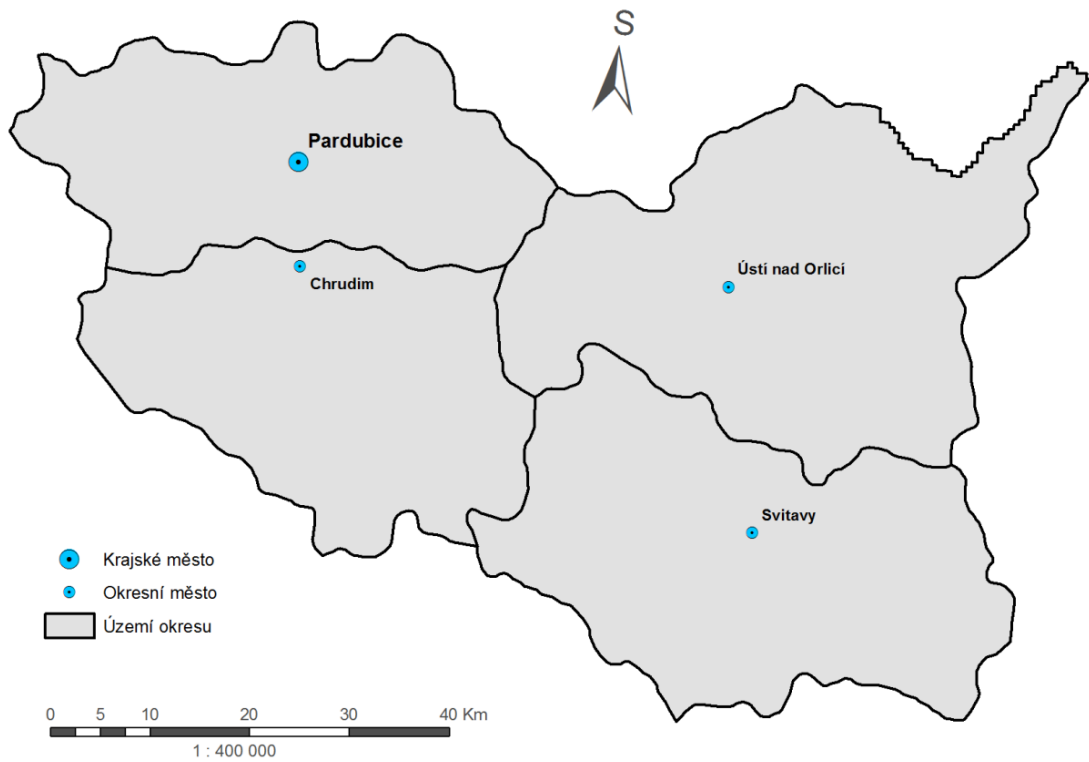 S
Pardubice
Chrudim
Ústí nad Orlicí
Svitavy
Krajské město
Okresní město
Území okresu
0 5 10 20 30 40 Km
1 : 400 000